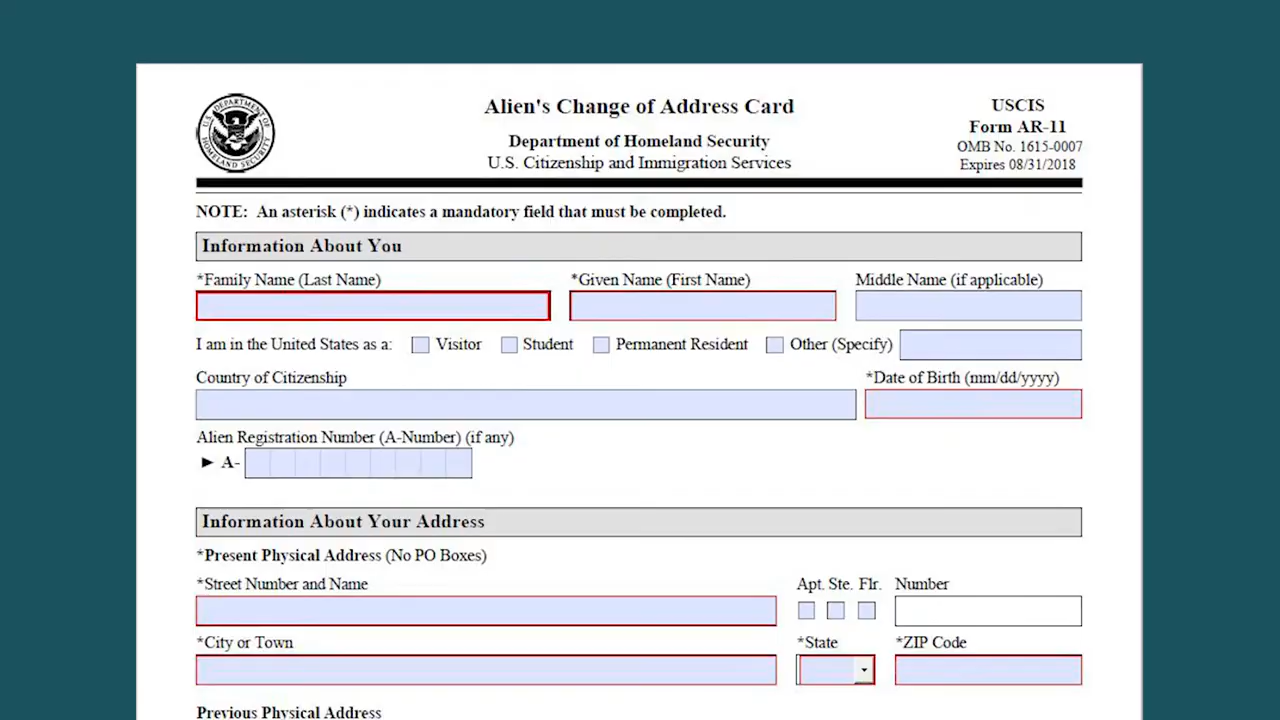 U.S. DEPARTMENT OF HOMELAND SECURITY
Alien's Change of Address Card
Department of Homeland Security
U.S. Citizenship and Immigration Services
USCIS
Form AR-11
OMB No. 1615-0007
Expires 08/31/2018
NOTE: An asterisk (*) indicates a mandatory field that must be completed.
Information About You
*Family Name (Last Name) *Given Name (First Name) Middle Name (if applicable)
I am in the United States as a: Visitor Student Permanent Resident Other (Specify)
Country of Citizenship *Date of Birth (mm/dd/yyyy)
Alien Registration Number (A-Number) (if any)
► A-
Information About Your Address
*Present Physical Address (No PO Boxes)
*Street Number and Name Apt. Ste. Flr. Number
*City or Town *State *ZIP Code
Previous Physical Address